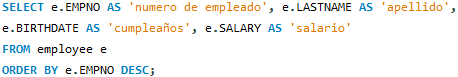 SELECT e.EMPNO AS 'numero de empleado', e.LASTNAME AS 'apellido',
e.BIRTHDATE AS 'cumpleaños', e.SALARY AS 'salario'
FROM employee e
ORDER BY e.EMPNO DESC;